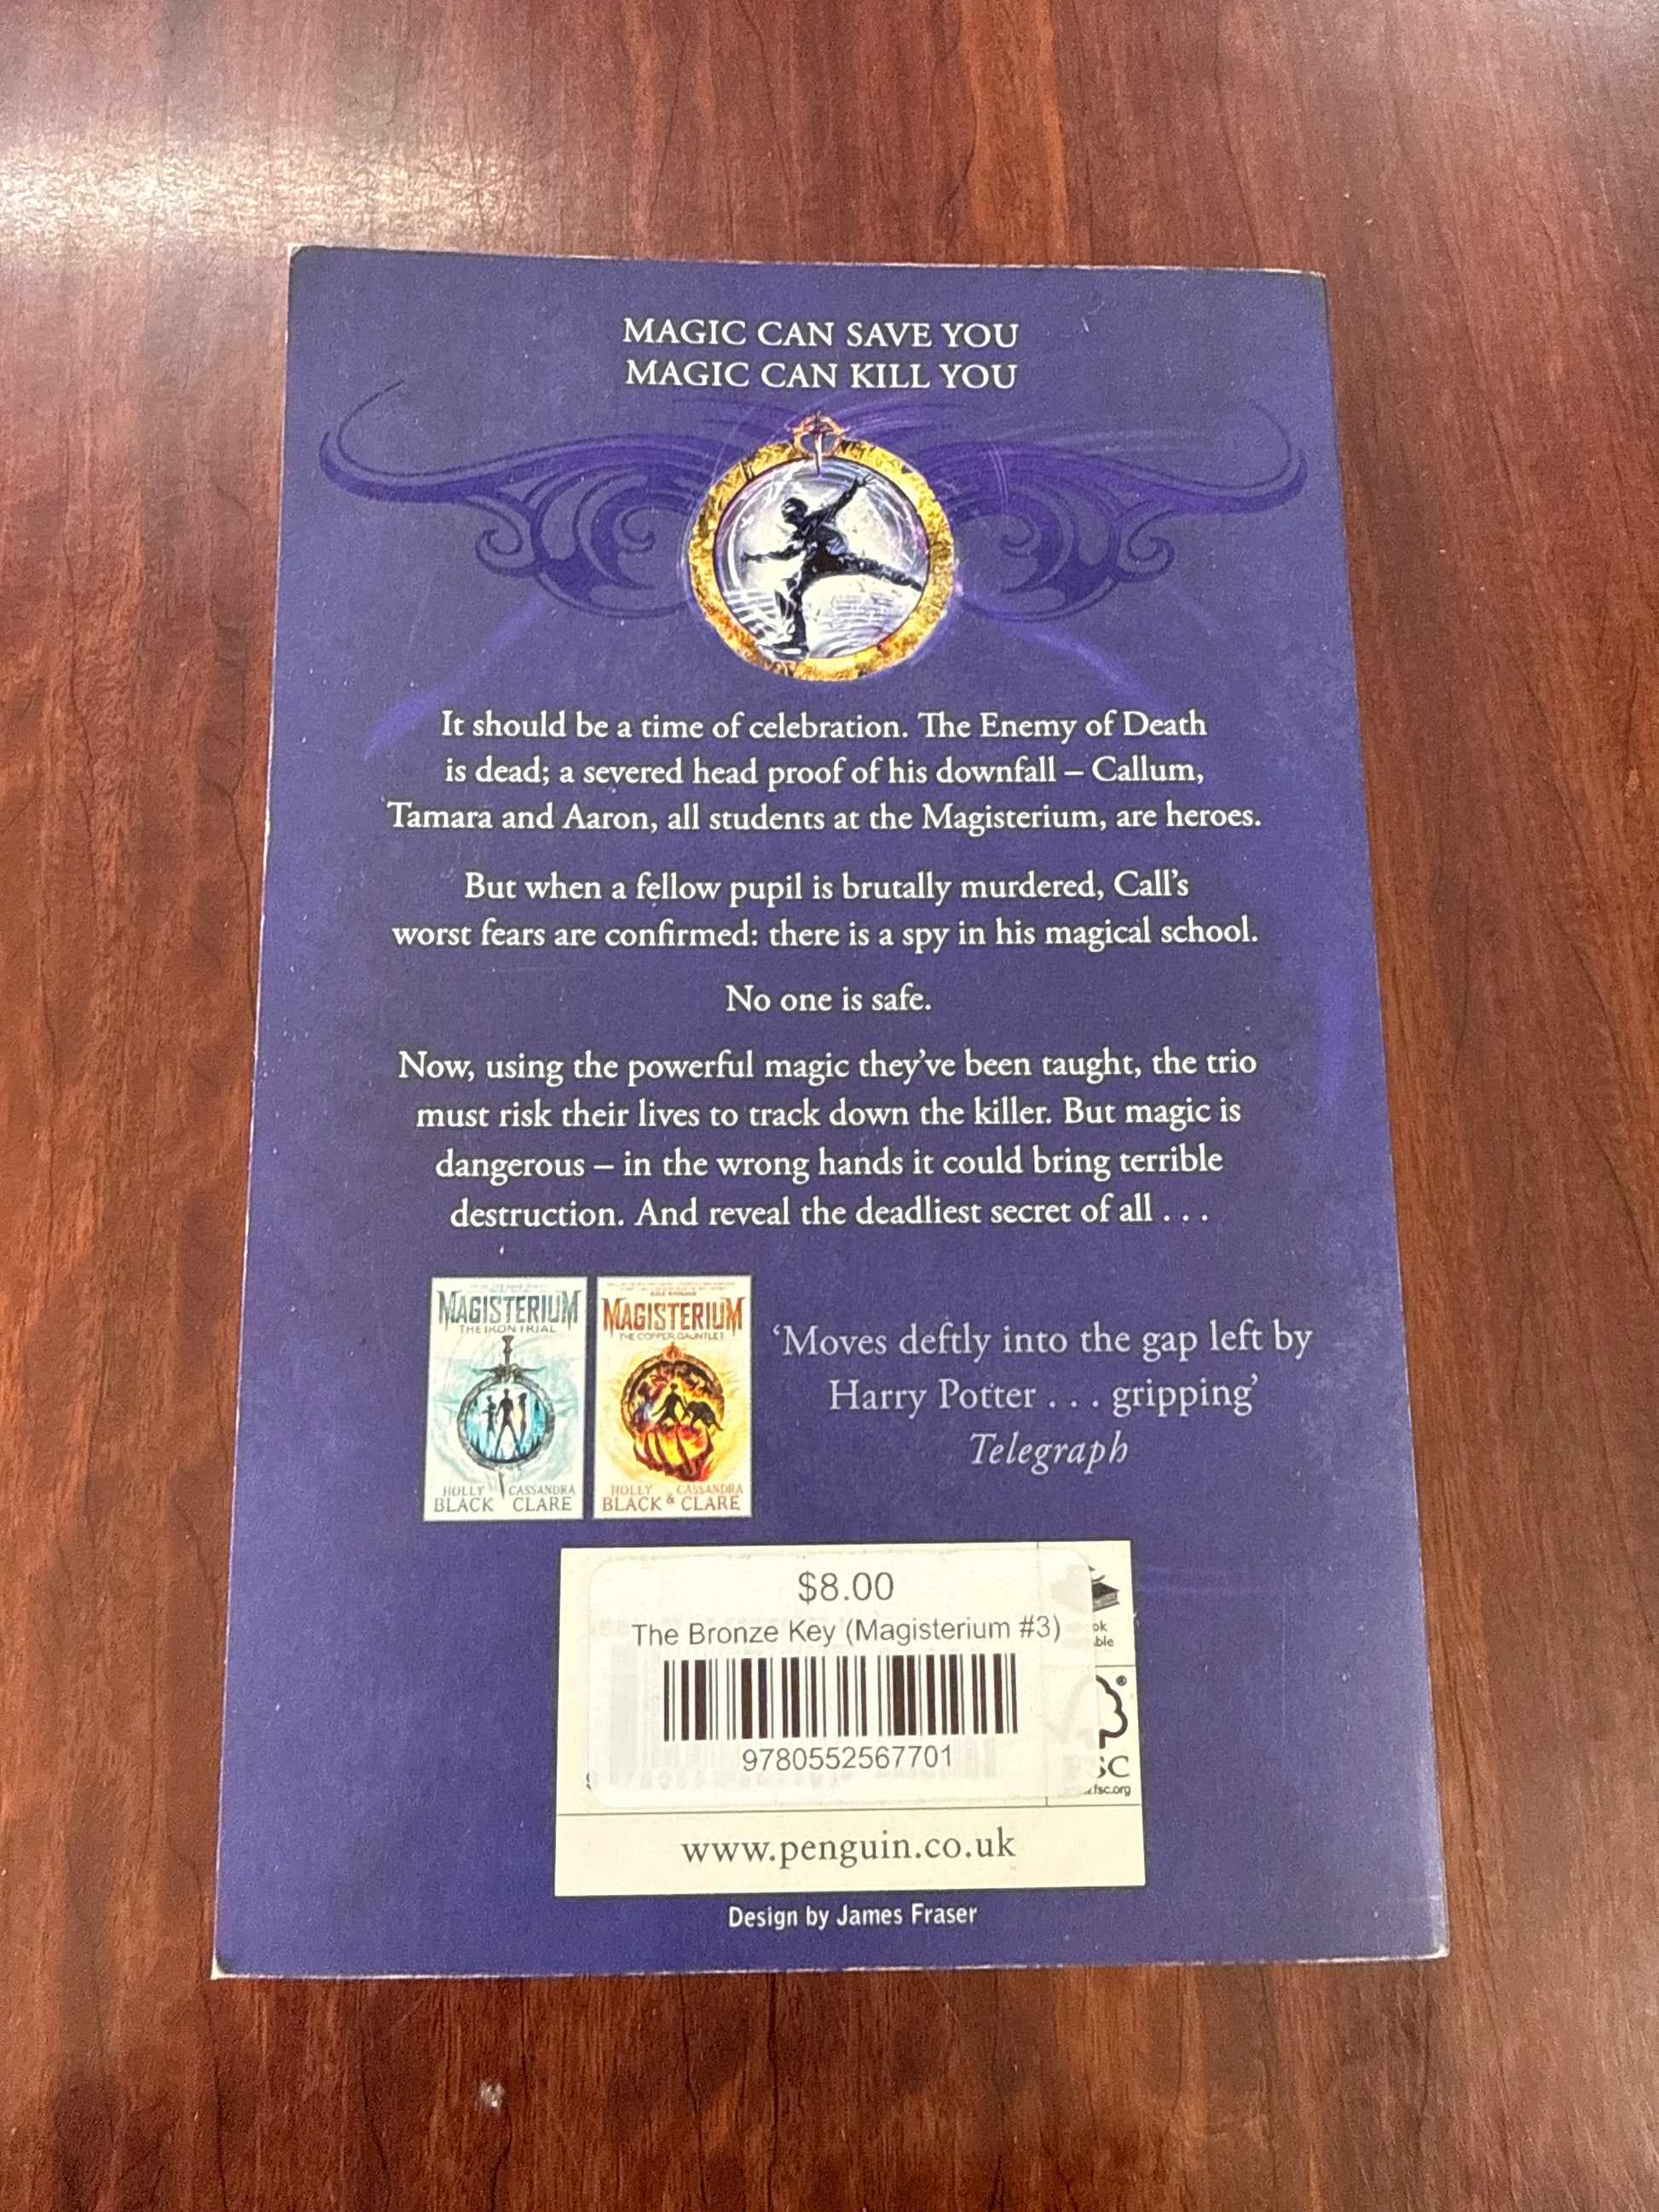 MAGIC CAN SAVE YOU
MAGIC CAN KILL YOU
It should be a time of celebration. The Enemy of Death
is dead; a severed head proof of his downfall – Callum,
Tamara and Aaron, all students at the Magisterium, are heroes.
But when a fellow pupil is brutally murdered, Call's
worst fears are confirmed: there is a spy in his magical school.
No one is safe.
Now, using the powerful magic they've been taught, the trio
must risk their lives to track down the killer. But magic is
dangerous – in the wrong hands it could bring terrible
destruction. And reveal the deadliest secret of all . . .
MAGISTERIUM
THE IRON TRIAL
HOLLY CASSANDRA
BLACK CLARE
MAGISTERIUM
THE COPPER GAUNTLET
HOLLY CASSANDRA
BLACK & CLARE
'Moves deftly into the gap left by
Harry Potter . . . gripping'
Telegraph
$8.00
The Bronze Key (Magisterium #3)
9780552567701
www.penguin.co.uk
Design by James Fraser